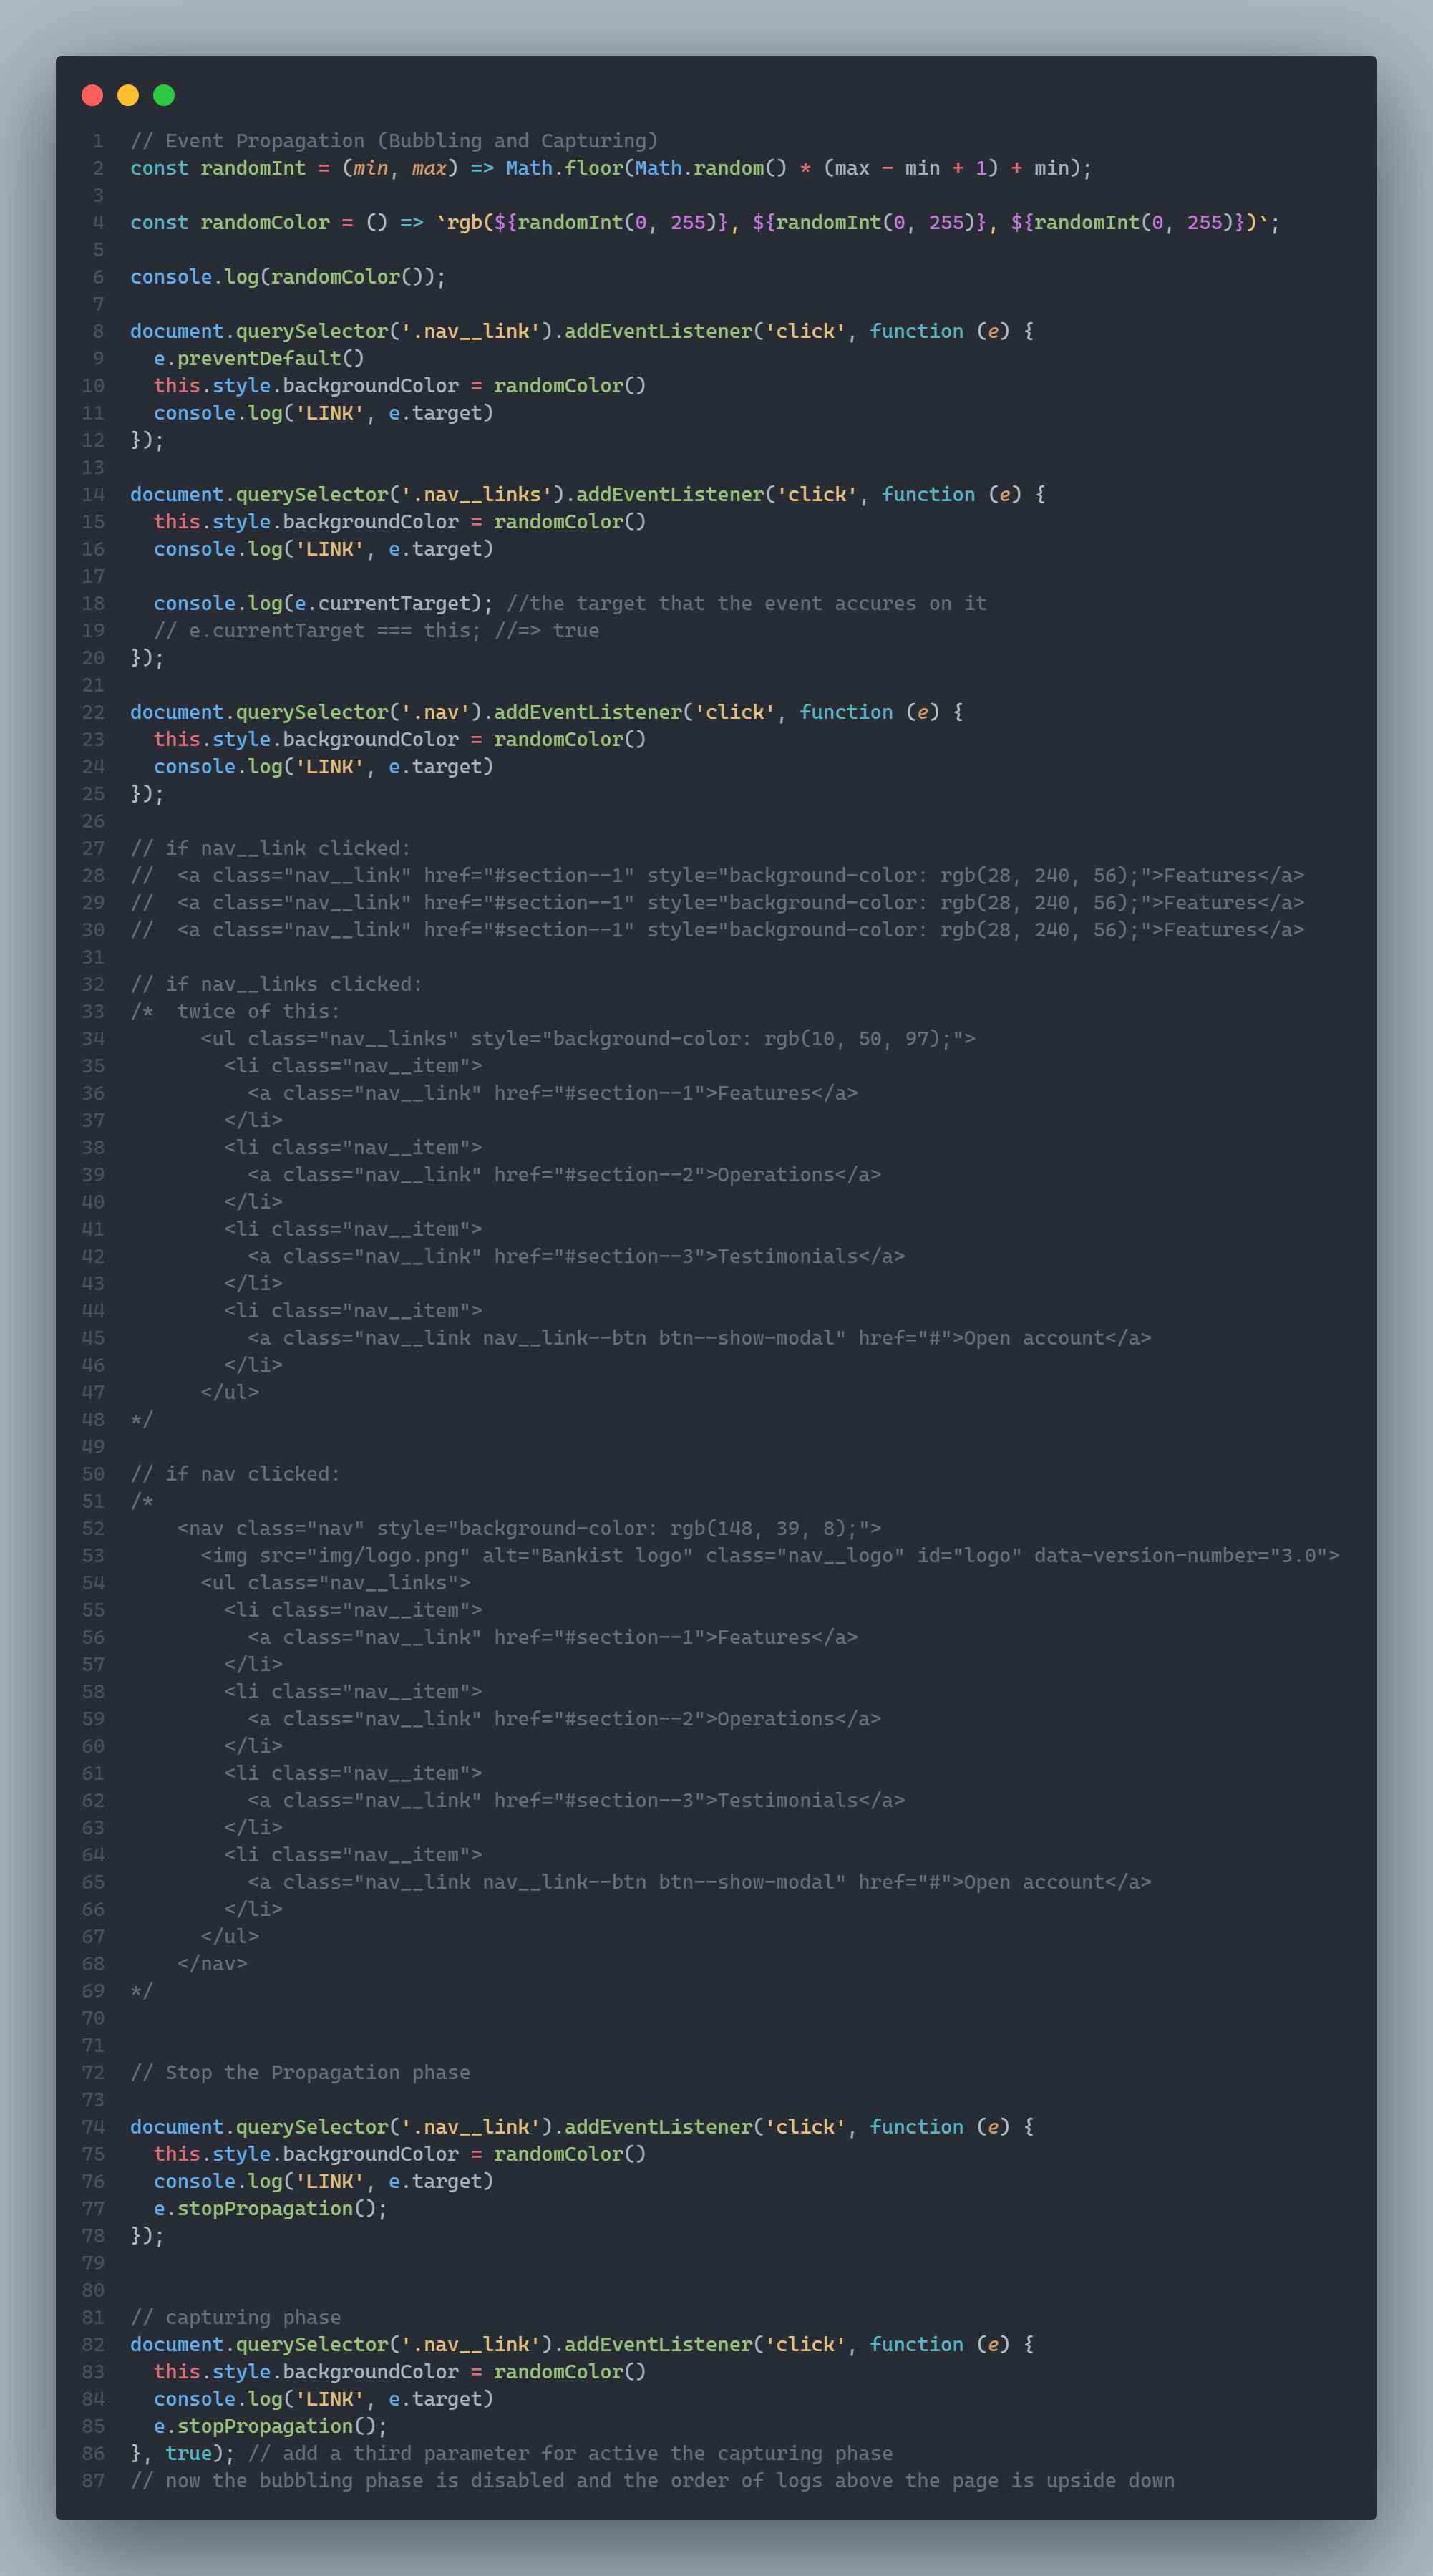 1 // Event Propagation (Bubbling and Capturing)
2 const randomInt = (min, max) => Math.floor(Math.random() * (max - min + 1) + min);
3
4 const randomColor = () => `rgb(${randomInt(0, 255)}, ${randomInt(0, 255)}, ${randomInt(0, 255)})`;
5
6 console.log(randomColor());
7
8 document.querySelector('.nav__link').addEventListener('click', function (e) {
9   e.preventDefault()
10   this.style.backgroundColor = randomColor()
11   console.log('LINK', e.target)
12 });
13
14 document.querySelector('.nav__links').addEventListener('click', function (e) {
15   this.style.backgroundColor = randomColor()
16   console.log('LINK', e.target)
17
18   console.log(e.currentTarget); //the target that the event accures on it
19   // e.currentTarget === this; //=> true
20 });
21
22 document.querySelector('.nav').addEventListener('click', function (e) {
23   this.style.backgroundColor = randomColor()
24   console.log('LINK', e.target)
25 });
26
27 // if nav__link clicked:
28 //  <a class="nav__link" href="#section--1" style="background-color: rgb(28, 240, 56);">Features</a>
29 //  <a class="nav__link" href="#section--1" style="background-color: rgb(28, 240, 56);">Features</a>
30 //  <a class="nav__link" href="#section--1" style="background-color: rgb(28, 240, 56);">Features</a>
31
32 // if nav__links clicked:
33 /*  twice of this:
34       <ul class="nav__links" style="background-color: rgb(10, 50, 97);">
35         <li class="nav__item">
36           <a class="nav__link" href="#section--1">Features</a>
37         </li>
38         <li class="nav__item">
39           <a class="nav__link" href="#section--2">Operations</a>
40         </li>
41         <li class="nav__item">
42           <a class="nav__link" href="#section--3">Testimonials</a>
43         </li>
44         <li class="nav__item">
45           <a class="nav__link nav__link--btn btn--show-modal" href="#">Open account</a>
46         </li>
47       </ul>
48 */
49
50 // if nav clicked:
51 /*
52     <nav class="nav" style="background-color: rgb(148, 39, 8);">
53       <img src="img/logo.png" alt="Bankist logo" class="nav__logo" id="logo" data-version-number="3.0">
54       <ul class="nav__links">
55         <li class="nav__item">
56           <a class="nav__link" href="#section--1">Features</a>
57         </li>
58         <li class="nav__item">
59           <a class="nav__link" href="#section--2">Operations</a>
60         </li>
61         <li class="nav__item">
62           <a class="nav__link" href="#section--3">Testimonials</a>
63         </li>
64         <li class="nav__item">
65           <a class="nav__link nav__link--btn btn--show-modal" href="#">Open account</a>
66         </li>
67       </ul>
68     </nav>
69 */
70
71
72 // Stop the Propagation phase
73
74 document.querySelector('.nav__link').addEventListener('click', function (e) {
75   this.style.backgroundColor = randomColor()
76   console.log('LINK', e.target)
77   e.stopPropagation();
78 });
79
80
81 // capturing phase
82 document.querySelector('.nav__link').addEventListener('click', function (e) {
83   this.style.backgroundColor = randomColor()
84   console.log('LINK', e.target)
85   e.stopPropagation();
86 }, true); // add a third parameter for active the capturing phase
87 // now the bubbling phase is disabled and the order of logs above the page is upside down